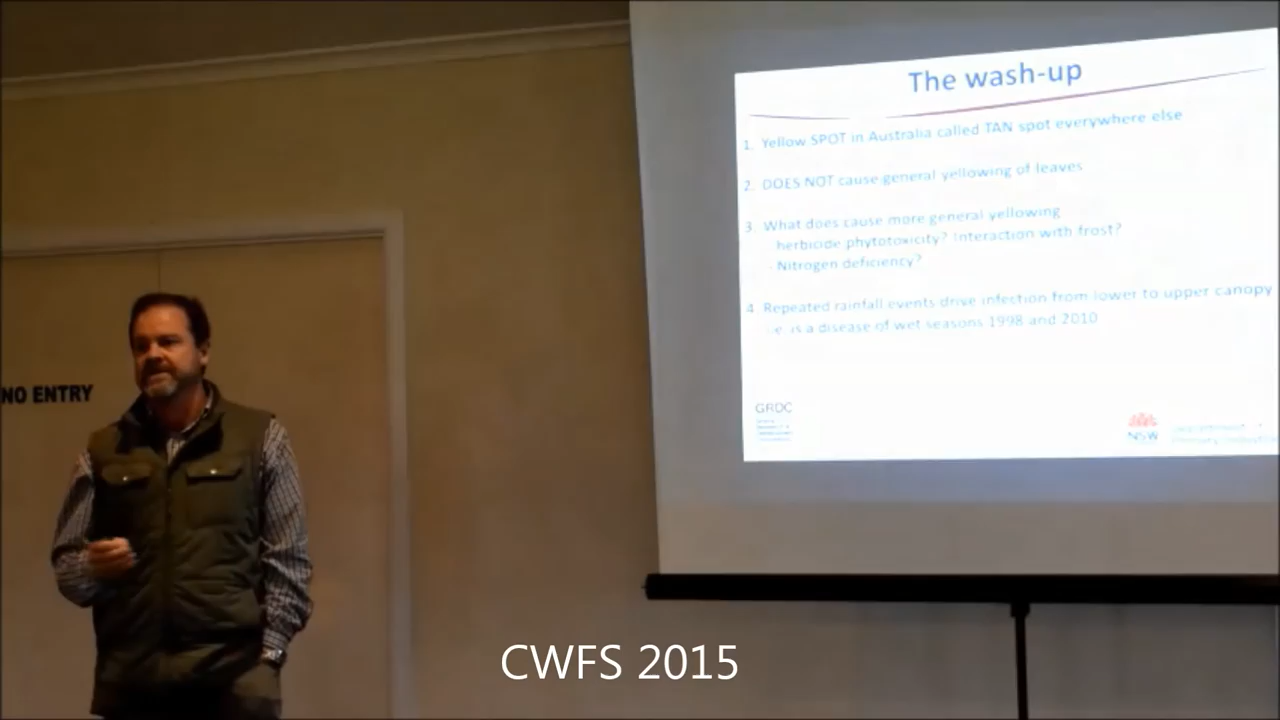 The wash-up
1. Yellow SPOT in Australia called TAN spot everywhere else
2. DOES NOT cause general yellowing of leaves
3. What does cause more general yellowing
herbicide phytotoxicity? Interaction with frost?
- Nitrogen deficiency?
4. Repeated rainfall events drive infection from lower to upper canopy
i.e. is a disease of wet seasons 1998 and 2010
GRDC
NSW
NO ENTRY
CWFS 2015